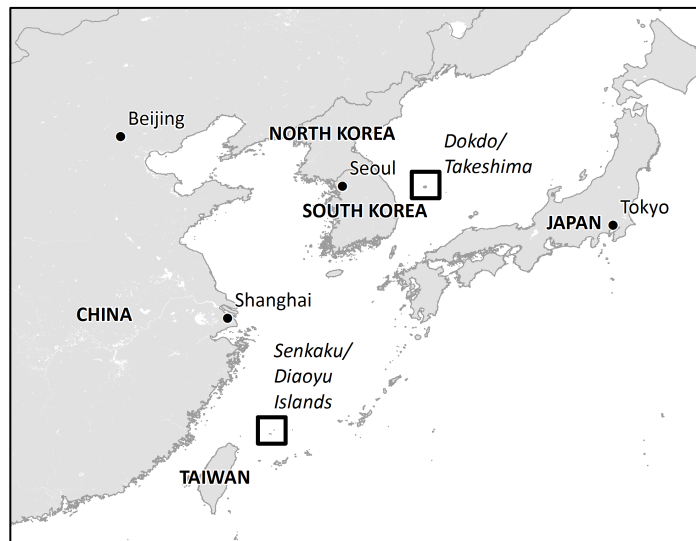 Beijing
NORTH KOREA
Dokdo/
Takeshima
Seoul
SOUTH KOREA
JAPAN
Tokyo
CHINA
Shanghai
Senkaku/
Diaoyu
Islands
TAIWAN